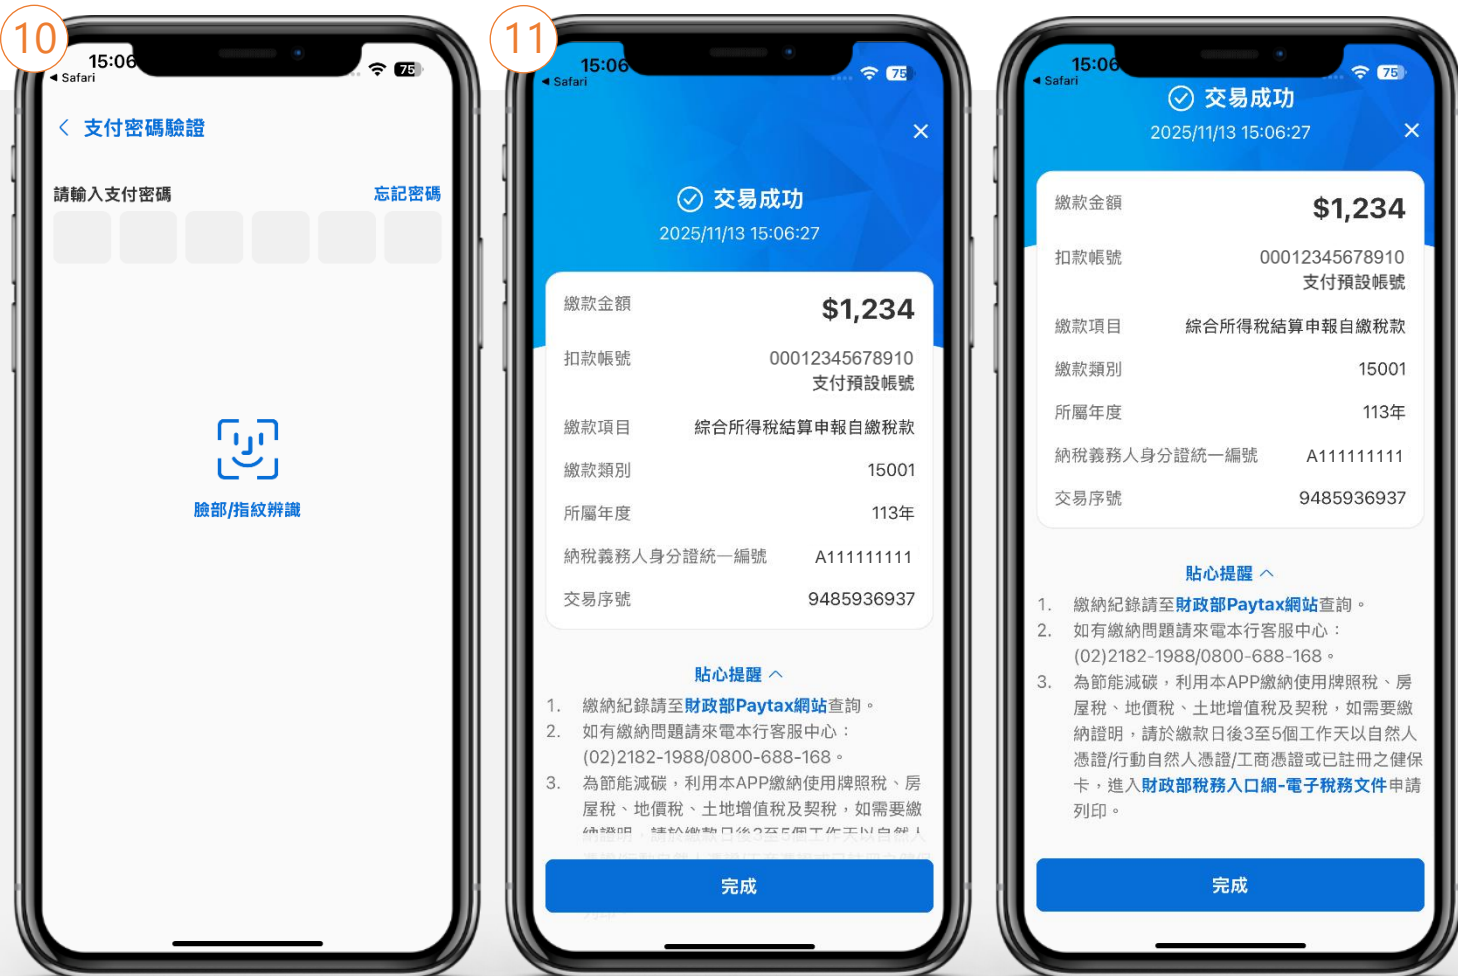 10
15:06
◀ Safari
75
支付密碼驗證
請輸入支付密碼
忘記密碼
臉部/指紋辨識
11
15:06
◀ Safari
75
交易成功
2025/11/13 15:06:27
繳款金額 $1,234
扣款帳號 00012345678910
支付預設帳號
繳款項目 綜合所得稅結算申報自繳稅款
繳款類別 15001
所屬年度 113年
納稅義務人身分證統一編號 A111111111
交易序號 9485936937
貼心提醒
1. 繳納紀錄請至財政部Paytax網站查詢。
2. 如有繳納問題請來電本行客服中心：
(02)2182-1988/0800-688-168。
3. 為節能減碳，利用本APP繳納使用牌照稅、房
屋稅、地價稅、土地增值稅及契稅，如需要繳
納證明，請於繳款日後3至5個工作天以自然人
完成
15:06
◀ Safari
75
交易成功
2025/11/13 15:06:27
繳款金額 $1,234
扣款帳號 00012345678910
支付預設帳號
繳款項目 綜合所得稅結算申報自繳稅款
繳款類別 15001
所屬年度 113年
納稅義務人身分證統一編號 A111111111
交易序號 9485936937
貼心提醒
1. 繳納紀錄請至財政部Paytax網站查詢。
2. 如有繳納問題請來電本行客服中心：
(02)2182-1988/0800-688-168。
3. 為節能減碳，利用本APP繳納使用牌照稅、房
屋稅、地價稅、土地增值稅及契稅，如需要繳
納證明，請於繳款日後3至5個工作天以自然人
憑證/行動自然人憑證/工商憑證或已註冊之健保
卡，進入財政部稅務入口網-電子稅務文件申請
列印。
完成